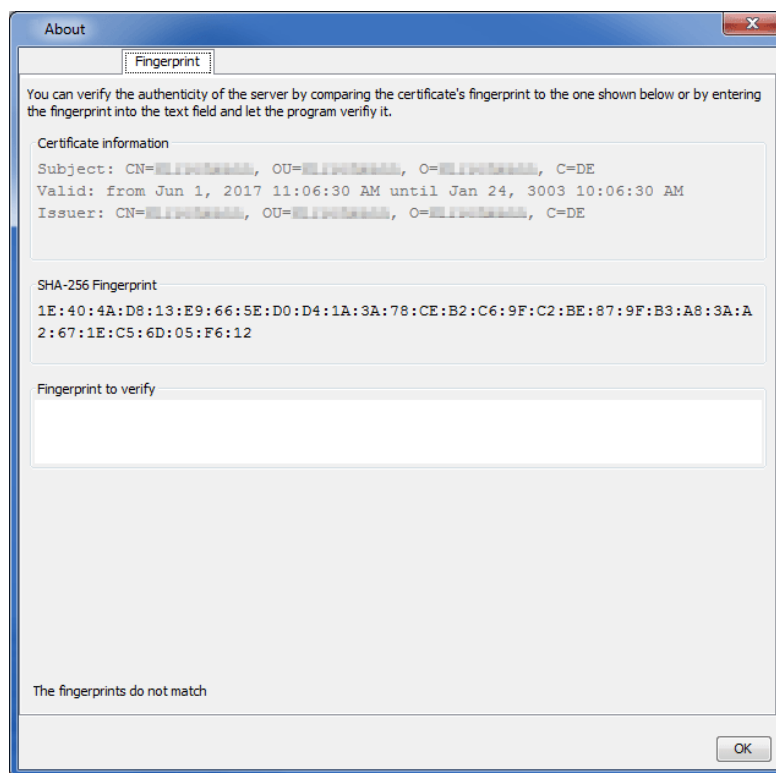 About
Fingerprint
You can verify the authenticity of the server by comparing the certificate's fingerprint to the one shown below or by entering
the fingerprint into the text field and let the program verify it.
Certificate information
Subject: CN=, OU=, O=, C=DE
Valid: from Jun 1, 2017 11:06:30 AM until Jan 24, 3003 10:06:30 AM
Issuer: CN=, OU=, O=, C=DE
SHA-256 Fingerprint
1E:40:4A:D8:13:E9:66:5E:D0:D4:1A:3A:78:CE:B2:C6:9F:C2:BE:87:9F:B3:A8:3A:A
2:67:1E:C5:6D:05:F6:12
Fingerprint to verify
The fingerprints do not match
OK